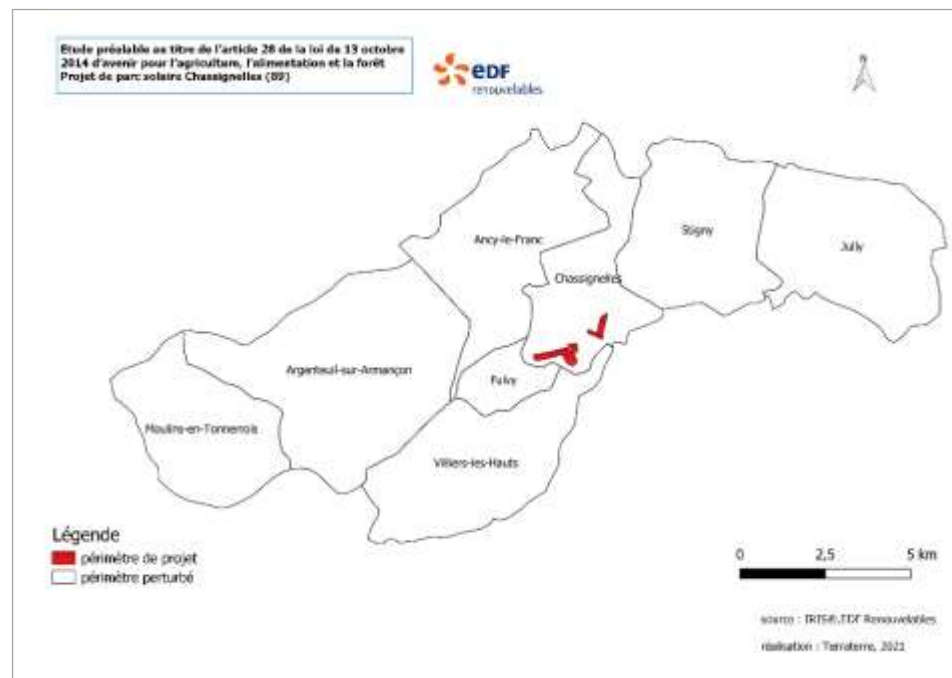 Etude préalable au titre de l'article 28 de la loi de 13 octobre
2014 d'avenir pour l'agriculture, l'alimentation et la forêt
Projet de parc solaire Chassignelles (89)
eDF
renouvelables
Ancy-le-Franc
Stigny
Jully
Chassignelles
Argenteuil-sur-Armançon
Fulvy
Moulins-en-Tonnerrois
Villiers-les-Hauts
Légende
périmètre de projet
périmètre perturbé
0 2,5 5 km
source : IRIS®, EDF Renouvelables
réalisation : Terraterre, 2021